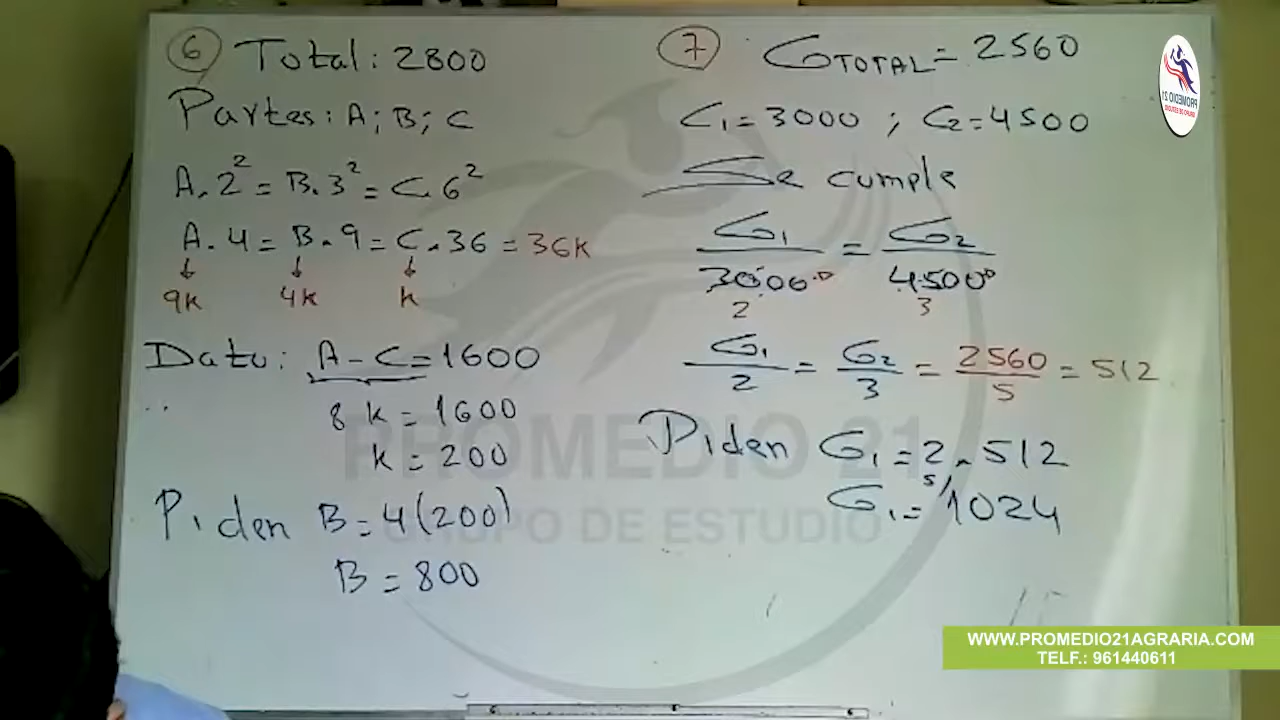 6 Total: 2800
Partes: A; B; C
A.2² = B.3² = C.6²
A.4 = B.9 = C.36 = 36K
9K 4K K
Dato: A-C=1600
8K=1600
K=200
Piden B=4(200)
B=800
7 GTOTAL=2560
C1=3000 ; C2=4500
Se cumple
G1/3000 = G2/4500
2 3
G1/2 = G2/3 = 2560/5 = 512
Piden G1=2.512
S/
G1=1024
PROMEDIO 21
GRUPO DE ESTUDIO
PROMEDIO 21
WWW.PROMEDIO21AGRARIA.COM
TELF.: 961440611